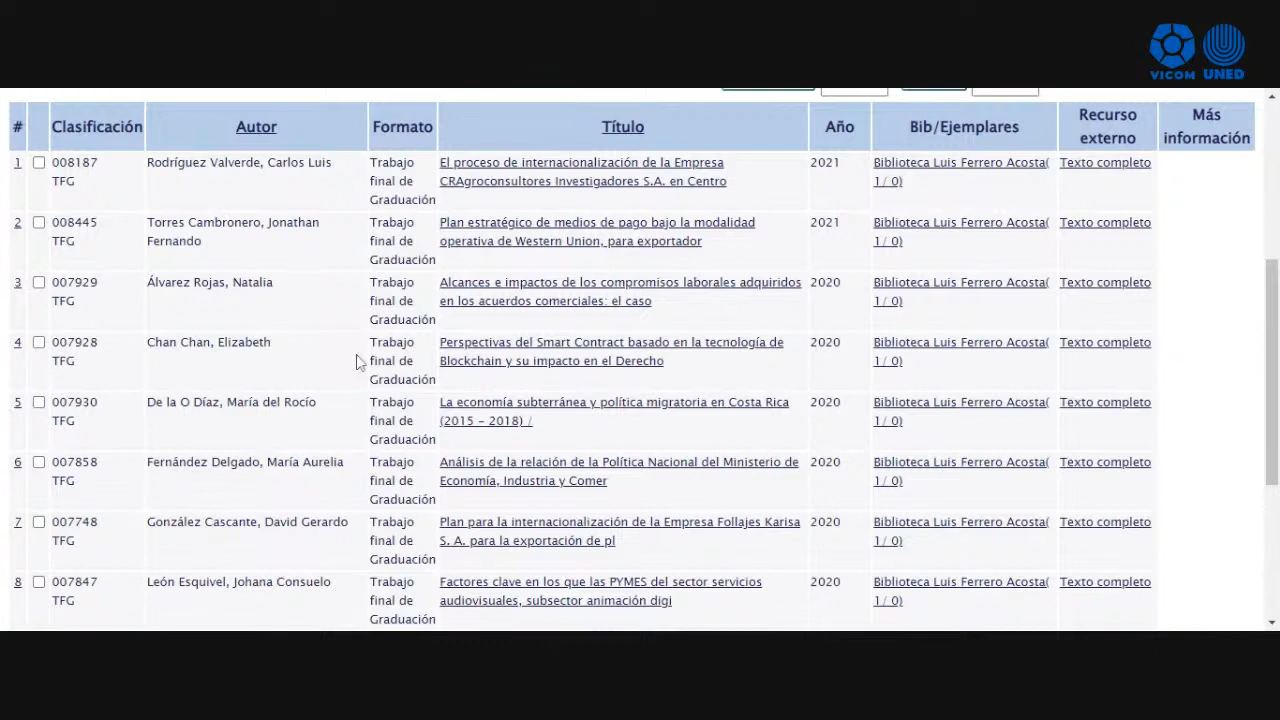 VICOM UNED
# Clasificación Autor Formato Título Año Bib/Ejemplares Recurso externo Más información
1 008187 Rodríguez Valverde, Carlos Luis Trabajo El proceso de internacionalización de la Empresa 2021 Biblioteca Luis Ferrero Acosta( Texto completo
TFG final de CRAgroconsultores Investigadores S.A. en Centro 1/ 0)
Graduación
2 008445 Torres Cambronero, Jonathan Trabajo Plan estratégico de medios de pago bajo la modalidad 2021 Biblioteca Luis Ferrero Acosta( Texto completo
TFG Fernando final de operativa de Western Union, para exportador 1/ 0)
Graduación
3 007929 Álvarez Rojas, Natalia Trabajo Alcances e impactos de los compromisos laborales adquiridos 2020 Biblioteca Luis Ferrero Acosta( Texto completo
TFG final de en los acuerdos comerciales: el caso 1/ 0)
Graduación
4 007928 Chan Chan, Elizabeth Trabajo Perspectivas del Smart Contract basado en la tecnología de 2020 Biblioteca Luis Ferrero Acosta( Texto completo
TFG final de Blockchain y su impacto en el Derecho 1/ 0)
Graduación
5 007930 De la O Díaz, María del Rocío Trabajo La economía subterránea y política migratoria en Costa Rica 2020 Biblioteca Luis Ferrero Acosta( Texto completo
TFG final de (2015 – 2018) / 1/ 0)
Graduación
6 007858 Fernández Delgado, María Aurelia Trabajo Análisis de la relación de la Política Nacional del Ministerio de 2020 Biblioteca Luis Ferrero Acosta( Texto completo
TFG final de Economía, Industria y Comer 1/ 0)
Graduación
7 007748 González Cascante, David Gerardo Trabajo Plan para la internacionalización de la Empresa Follajes Karisa 2020 Biblioteca Luis Ferrero Acosta( Texto completo
TFG final de S. A. para la exportación de pl 1/ 0)
Graduación
8 007847 León Esquivel, Johana Consuelo Trabajo Factores clave en los que las PYMES del sector servicios 2020 Biblioteca Luis Ferrero Acosta( Texto completo
TFG final de audiovisuales, subsector animación digi 1/ 0)
Graduación